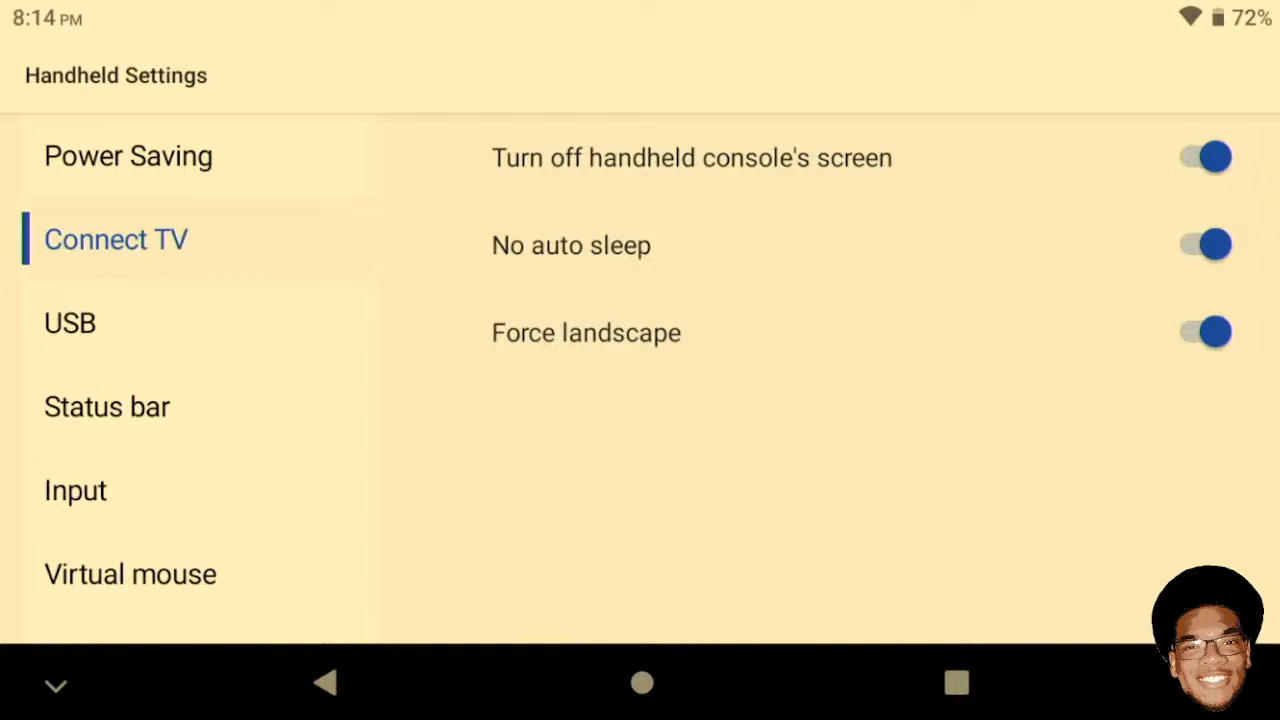 8:14 PM
72%
Handheld Settings
Power Saving
Connect TV
USB
Status bar
Input
Virtual mouse
Turn off handheld console's screen
No auto sleep
Force landscape